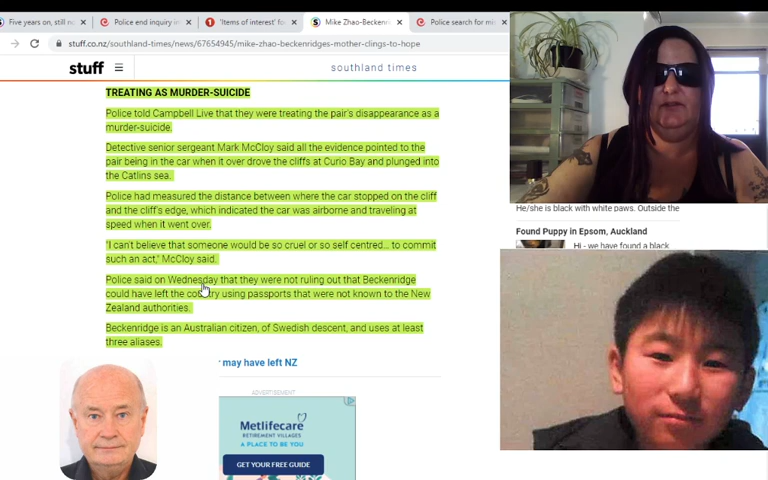 Five years on, still n
Police end inquiry in
'Items of interest' fo
Mike Zhao-Beckenri
Police search for mi
stuff.co.nz/southland-times/news/67654945/mike-zhao-beckenridges-mother-clings-to-hope
stuff
southland times
TREATING AS MURDER-SUICIDE
Police told Campbell Live that they were treating the pair's disappearance as a
murder-suicide.
Detective senior sergeant Mark McCloy said all the evidence pointed to the
pair being in the car when it over drove the cliffs at Curio Bay and plunged into
the Catlins sea.
Police had measured the distance between where the car stopped on the cliff
and the cliff's edge, which indicated the car was airborne and traveling at
speed when it went over.
"I can't believe that someone would be so cruel or so self centred... to commit
such an act," McCloy said.
Police said on Wednesday that they were not ruling out that Beckenridge
could have left the country using passports that were not known to the New
Zealand authorities.
Beckenridge is an Australian citizen, of Swedish descent, and uses at least
three aliases.
may have left NZ
ADVERTISEMENT
Metlifecare
RETIREMENT VILLAGES
A PLACE TO BE YOU
GET YOUR FREE GUIDE
He/she is black with white paws. Outside the
Found Puppy in Epsom, Auckland
Hi - we have found a black